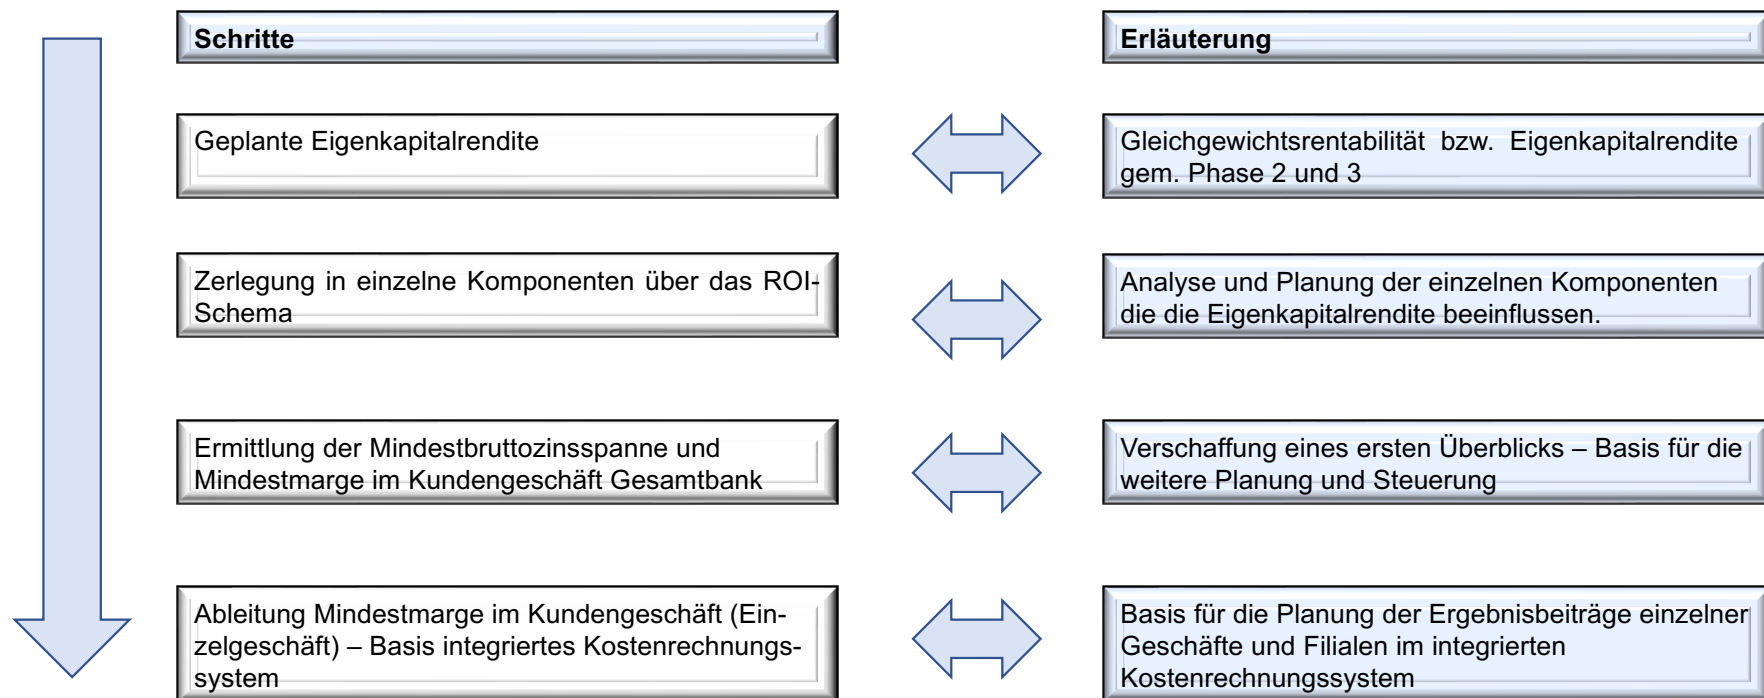 Schritte
Erläuterung
Geplante Eigenkapitalrendite
Gleichgewichtsrentabilität bzw. Eigenkapitalrendite
gem. Phase 2 und 3
Zerlegung in einzelne Komponenten über das ROI-
Schema
Analyse und Planung der einzelnen Komponenten
die die Eigenkapitalrendite beeinflussen.
Ermittlung der Mindestbruttozinsspanne und
Mindestmarge im Kundengeschäft Gesamtbank
Verschaffung eines ersten Überblicks – Basis für die
weitere Planung und Steuerung
Ableitung Mindestmarge im Kundengeschäft (Ein-
zelgeschäft) – Basis integriertes Kostenrechnungs-
system
Basis für die Planung der Ergebnisbeiträge einzelner
Geschäfte und Filialen im integrierten
Kostenrechnungssystem